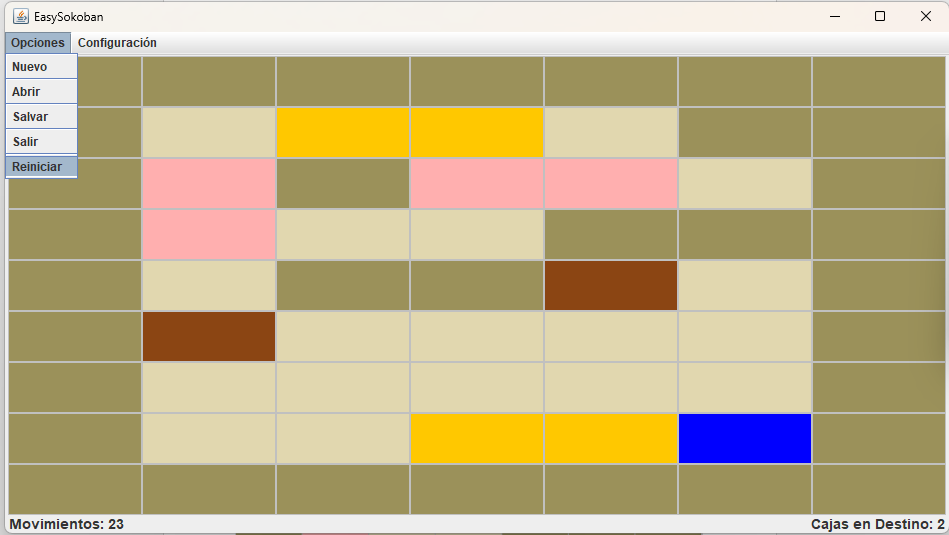 EasySokoban
Opciones Configuración
Nuevo
Abrir
Salvar
Salir
Reiniciar
Movimientos: 23 Cajas en Destino: 2